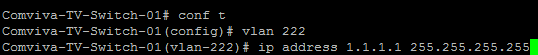 Comviva-TV-Switch-01# conf t
Comviva-TV-Switch-01(config)# vlan 222
Comviva-TV-Switch-01(vlan-222)# ip address 1.1.1.1 255.255.255.255